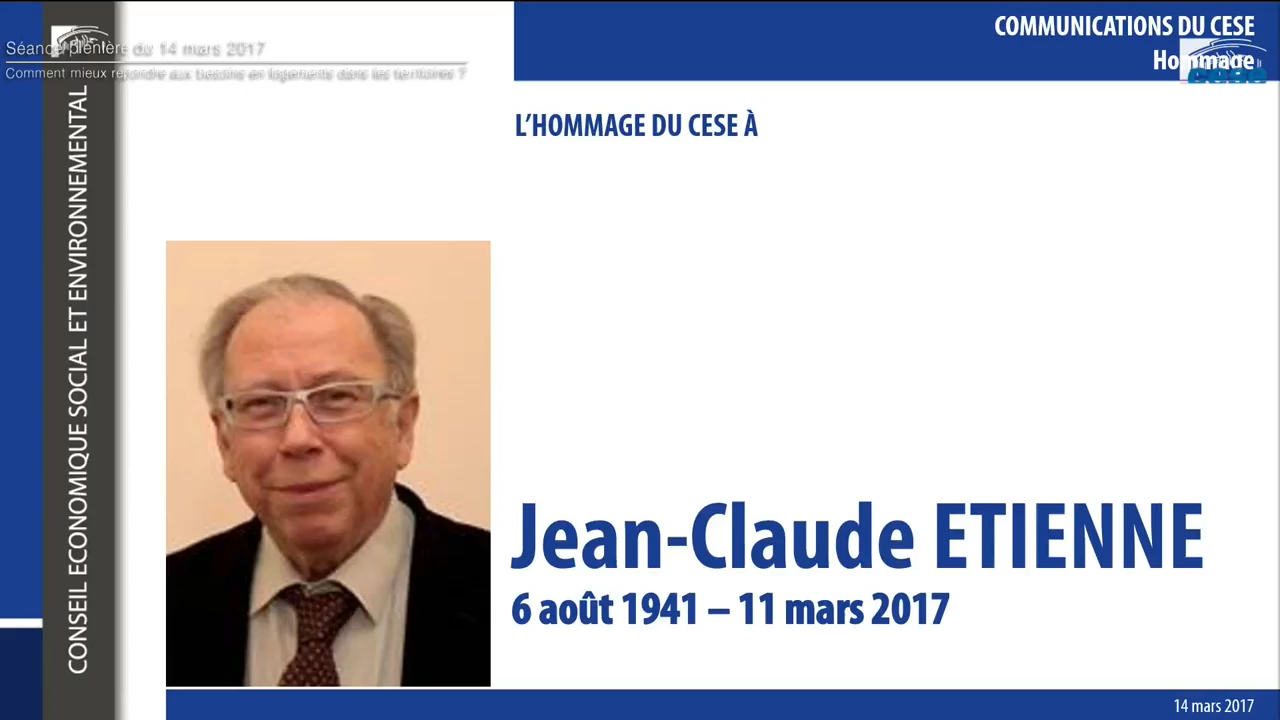 Séance plénière du 14 mars 2017
Comment mieux répondre aux besoins en logements dans les territoires ?
COMMUNICATIONS DU CESE
Hommage
cese
CONSEIL ECONOMIQUE SOCIAL ET ENVIRONNEMENTAL
L'HOMMAGE DU CESE À
Jean-Claude ETIENNE
6 août 1941 – 11 mars 2017
14 mars 2017